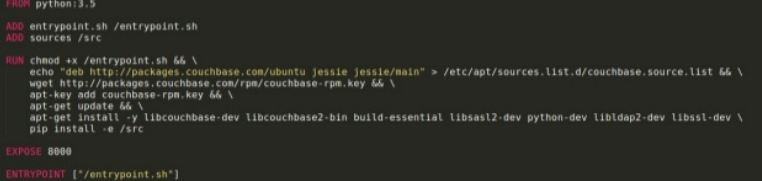 FROM python:3.5
ADD entrypoint.sh /entrypoint.sh
ADD sources /src
RUN chmod +x /entrypoint.sh && \
echo "deb http://packages.couchbase.com/ubuntu jessie jessie/main" > /etc/apt/sources.list.d/couchbase.source.list && \
wget http://packages.couchbase.com/rpm/couchbase-rpm.key && \
apt-key add couchbase-rpm.key && \
apt-get update && \
apt-get install -y libcouchbase-dev libcouchbase2-bin build-essential libsasl2-dev python-dev libldap2-dev libssl-dev \
pip install -e /src
EXPOSE 8000
ENTRYPOINT ["/entrypoint.sh"]